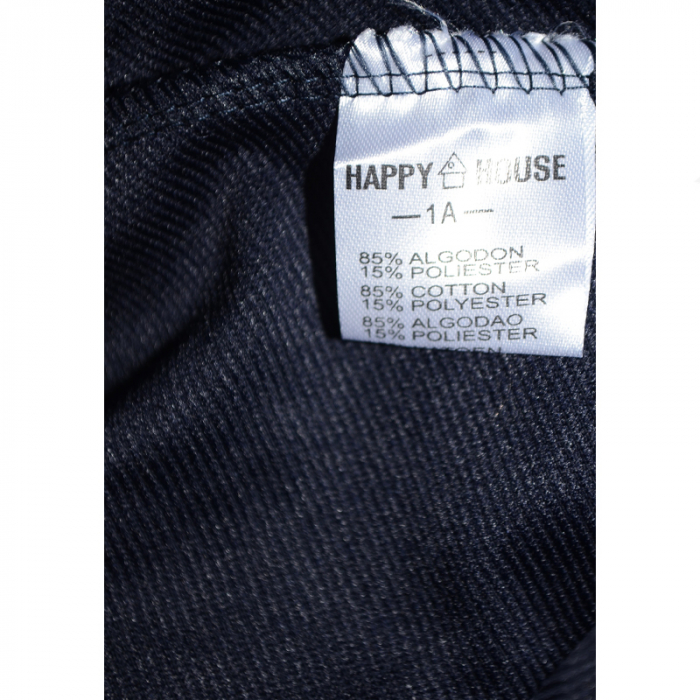 HAPPY HOUSE
—1A—
85% ALGODON
15% POLIESTER
85% COTTON
15% POLYESTER
85% ALGODAO
15% POLIESTER